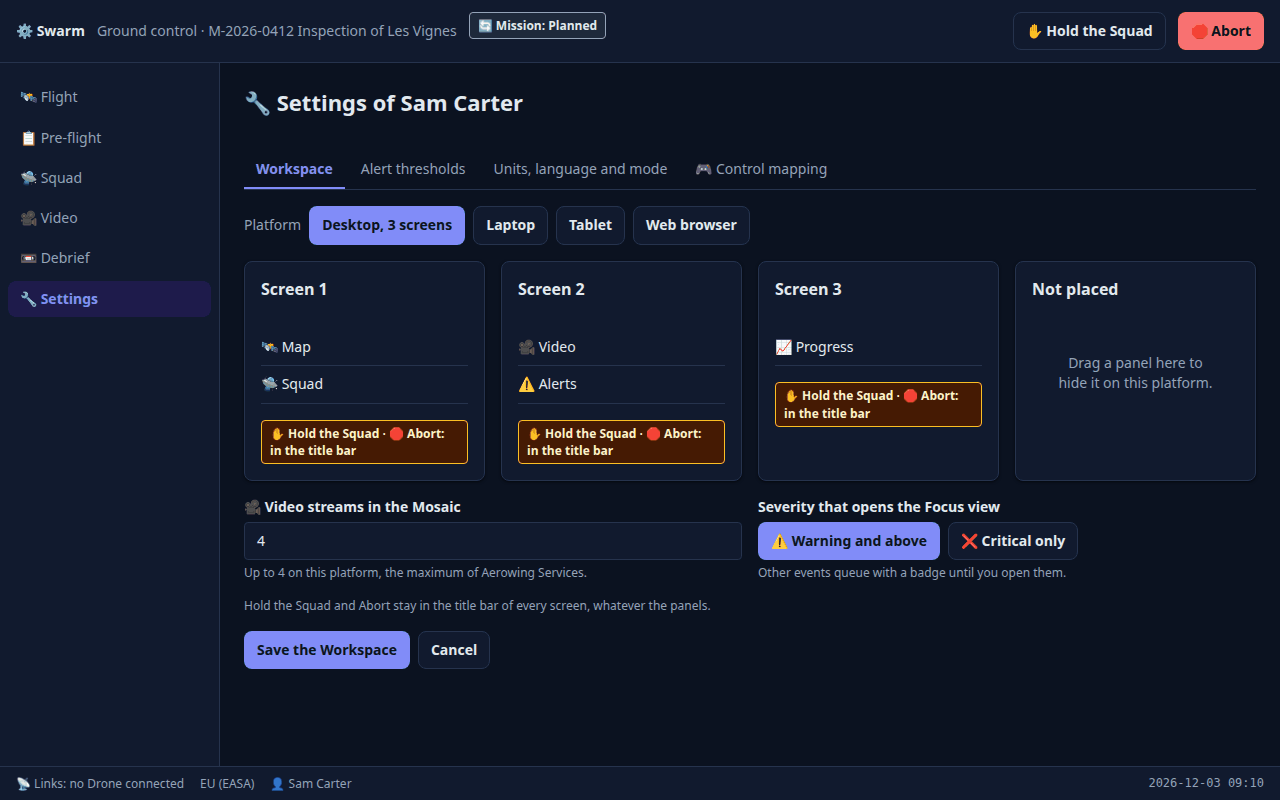 ⚙️ Swarm
Ground control · M-2026-0412 Inspection of Les Vignes
🔄 Mission: Planned
✋ Hold the Squad
🛑 Abort
🛰️ Flight
📋 Pre-flight
🛸 Squad
🎥 Video
📼 Debrief
🔧 Settings
🔧 Settings of Sam Carter
Workspace
Alert thresholds
Units, language and mode
🎮 Control mapping
Platform
Desktop, 3 screens
Laptop
Tablet
Web browser
Screen 1
🛰️ Map
🛸 Squad
✋ Hold the Squad · 🛑 Abort:
in the title bar
Screen 2
🎥 Video
⚠️ Alerts
✋ Hold the Squad · 🛑 Abort:
in the title bar
Screen 3
📈 Progress
✋ Hold the Squad · 🛑 Abort:
in the title bar
Not placed
Drag a panel here to
hide it on this platform.
🎥 Video streams in the Mosaic
4
Up to 4 on this platform, the maximum of Aerowing Services.
Severity that opens the Focus view
⚠️ Warning and above
❌ Critical only
Other events queue with a badge until you open them.
Hold the Squad and Abort stay in the title bar of every screen, whatever the panels.
Save the Workspace
Cancel
📡 Links: no Drone connected
EU (EASA)
👤 Sam Carter
2026-12-03 09:10